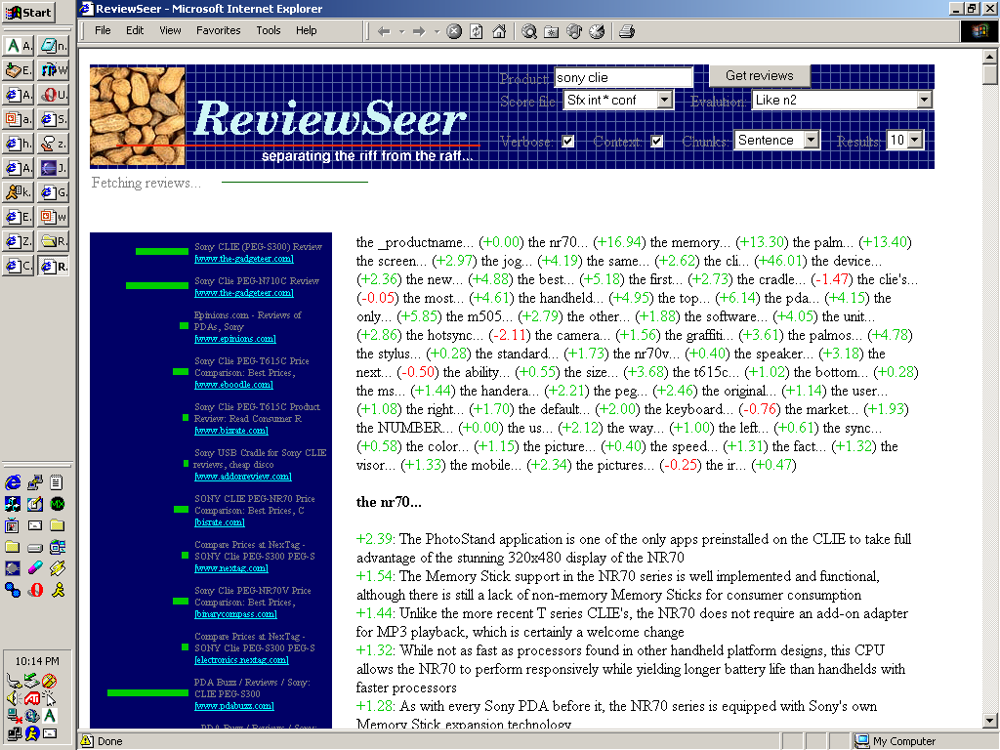 Start
ReviewSeer - Microsoft Internet Explorer
File Edit View Favorites Tools Help
A.
n.
E.
W
A.
U.
a.
S.
h.
z.
A.
J.
k.
G.
E.
w
Z.
R.
C.
R.
MX
10:14 PM
Product: sony clie Get reviews
Score file: Sfx int * conf Evalution: Like n2
Verbose: Context: Chunks: Sentence Results: 10
ReviewSeer
separating the riff from the raff...
Fetching reviews...
Sony CLIE (PEG-S300) Review
[www.the-gadgeteer.com]
Sony Clie PEG-N710C Review
[www.the-gadgeteer.com]
Epinions.com - Reviews of
PDAs, Sony
[www.epinions.com]
Sony Clie PEG-T615C Price
Comparison: Best Prices,
[www.eboodle.com]
Sony Clie PEG-T615C Product
Review: Read Consumer R
[www.bizrate.com]
Sony USB Cradle for Sony CLIE
reviews, cheap disco
[www.addonreview.com]
SONY CLIE PEG-NR70 Price
Comparison: Best Prices, C
[bisrate.com]
Compare Prices at NexTag -
SONY Clie PEG-S300 PEG-S
[www.nextag.com]
Sony Clie PEG-NR70V Price
Comparison: Best Prices,
[binarycompass.com]
Compare Prices at NexTag -
SONY Clie PEG-S300 PEG-S
[electronics.nextag.com]
PDA Buzz / Reviews / Sony:
CLIE PEG-S300
[www.pdabuzz.com]
the _productname... (+0.00) the nr70... (+16.94) the memory... (+13.30) the palm... (+13.40)
the screen... (+2.97) the jog... (+4.19) the same... (+2.62) the cli... (+46.01) the device...
(+2.36) the new... (+4.88) the best... (+5.18) the first... (+2.73) the cradle... (-1.47) the clie's...
(-0.05) the most... (+4.61) the handheld... (+4.95) the top... (+6.14) the pda... (+4.15) the
only... (+5.85) the m505... (+2.79) the other... (+1.88) the software... (+4.05) the unit...
(+2.86) the hotsync... (-2.11) the camera... (+1.56) the graffiti... (+3.61) the palmos... (+4.78)
the stylus... (+0.28) the standard... (+1.73) the nr70v... (+0.40) the speaker... (+3.18) the
next... (-0.50) the ability... (+0.55) the size... (+3.68) the t615c... (+1.02) the bottom... (+0.28)
the ms... (+1.44) the handera... (+2.21) the peg... (+2.46) the original... (+1.14) the user...
(+1.08) the right... (+1.70) the default... (+2.00) the keyboard... (-0.76) the market... (+1.93)
the NUMBER... (+0.00) the us... (+2.12) the way... (+1.00) the left... (+0.61) the sync...
(+0.58) the color... (+1.15) the picture... (+0.40) the speed... (+1.31) the fact... (+1.32) the
visor... (+1.33) the mobile... (+2.34) the pictures... (-0.25) the ir... (+0.47)
the nr70...
+2.39: The PhotoStand application is one of the only apps preinstalled on the CLIE to take full
advantage of the stunning 320x480 display of the NR70
+1.54: The Memory Stick support in the NR70 series is well implemented and functional,
although there is still a lack of non-memory Memory Sticks for consumer consumption
+1.44: Unlike the more recent T series CLIE's, the NR70 does not require an add-on adapter
for MP3 playback, which is certainly a welcome change
+1.32: While not as fast as processors found in other handheld platform designs, this CPU
allows the NR70 to perform responsively while yielding longer battery life than handhelds with
faster processors
+1.28: As with every Sony PDA before it, the NR70 series is equipped with Sony's own
Memory Stick expansion technology
Done
My Computer